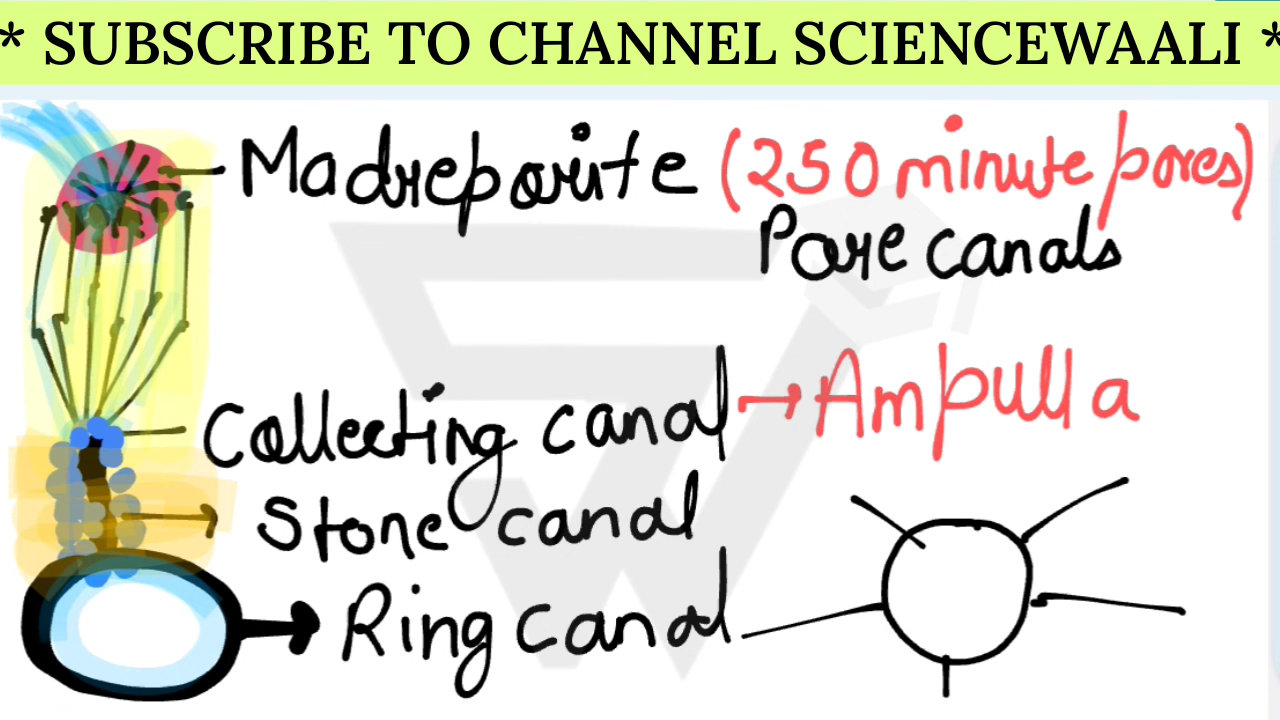 * SUBSCRIBE TO CHANNEL SCIENCEWAALI *
Madreporite (250 minute pores)
Pore canals
Collecting canal → Ampulla
Stone canal
Ring canal